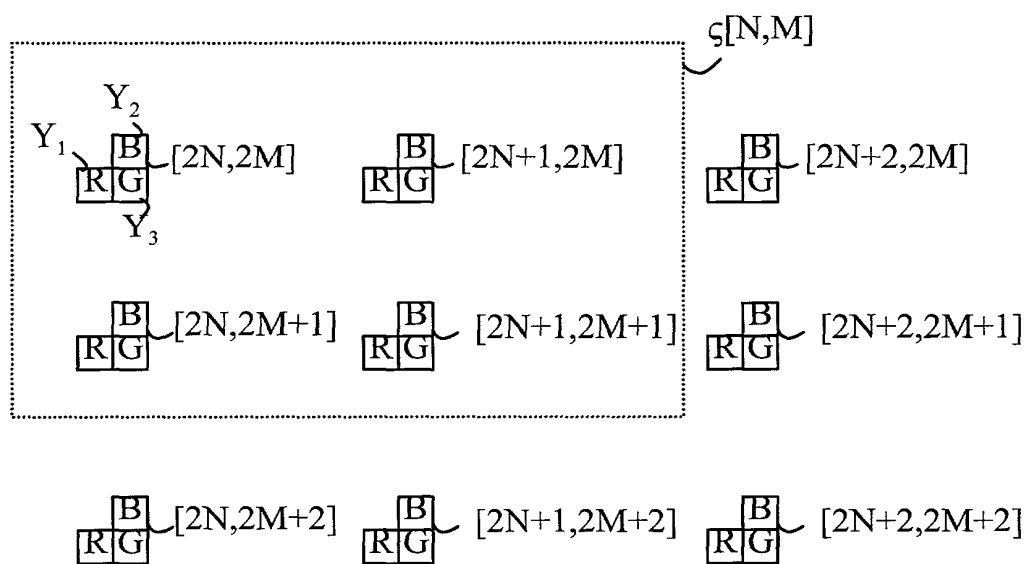 ς[N,M]
Y₂
Y₁ B [2N,2M] B [2N+1,2M] B [2N+2,2M]
R G R G R G
Y₃
B [2N,2M+1] B [2N+1,2M+1] B [2N+2,2M+1]
R G R G R G
B [2N,2M+2] B [2N+1,2M+2] B [2N+2,2M+2]
R G R G R G